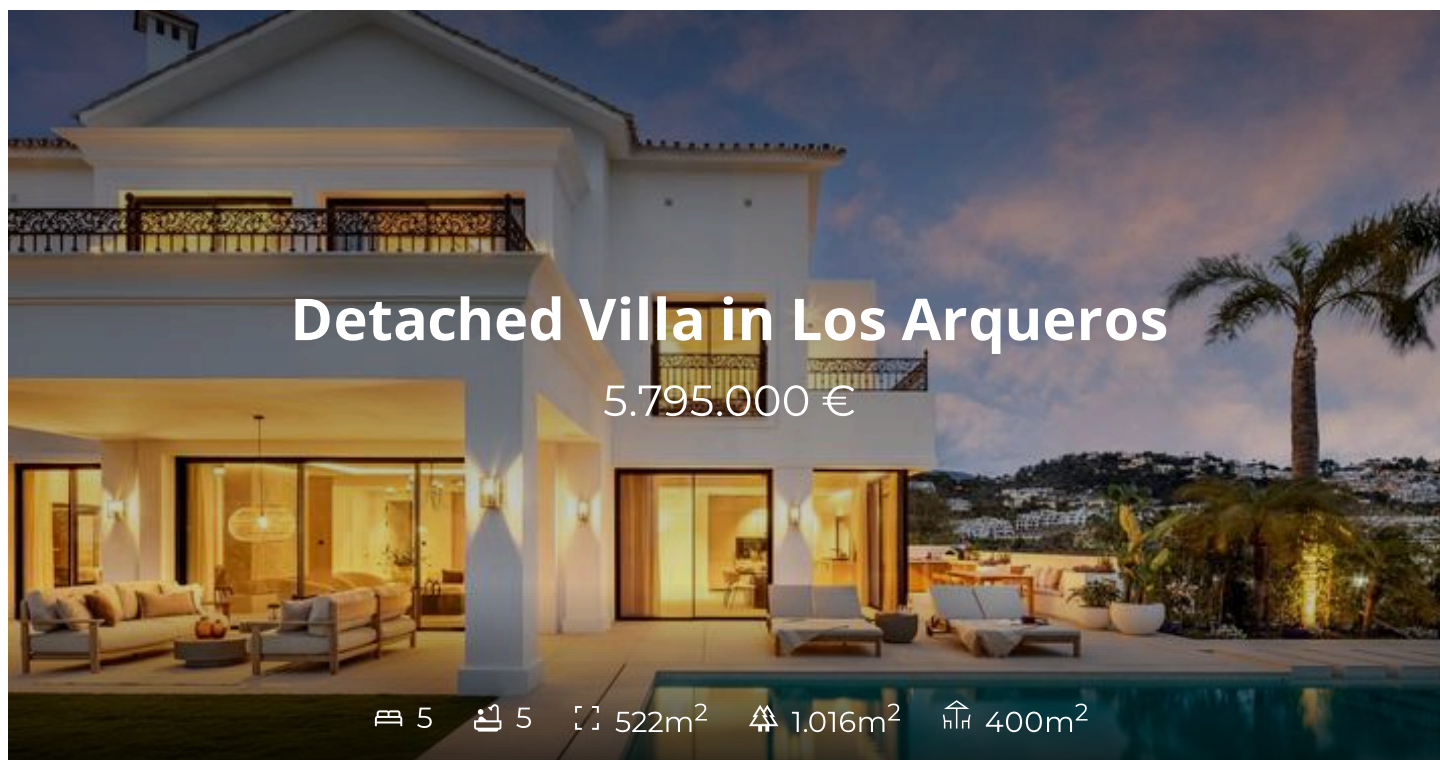 Detached Villa in Los Arqueros
5.795.000 €
5 5 522m² 1.016m² 400m²